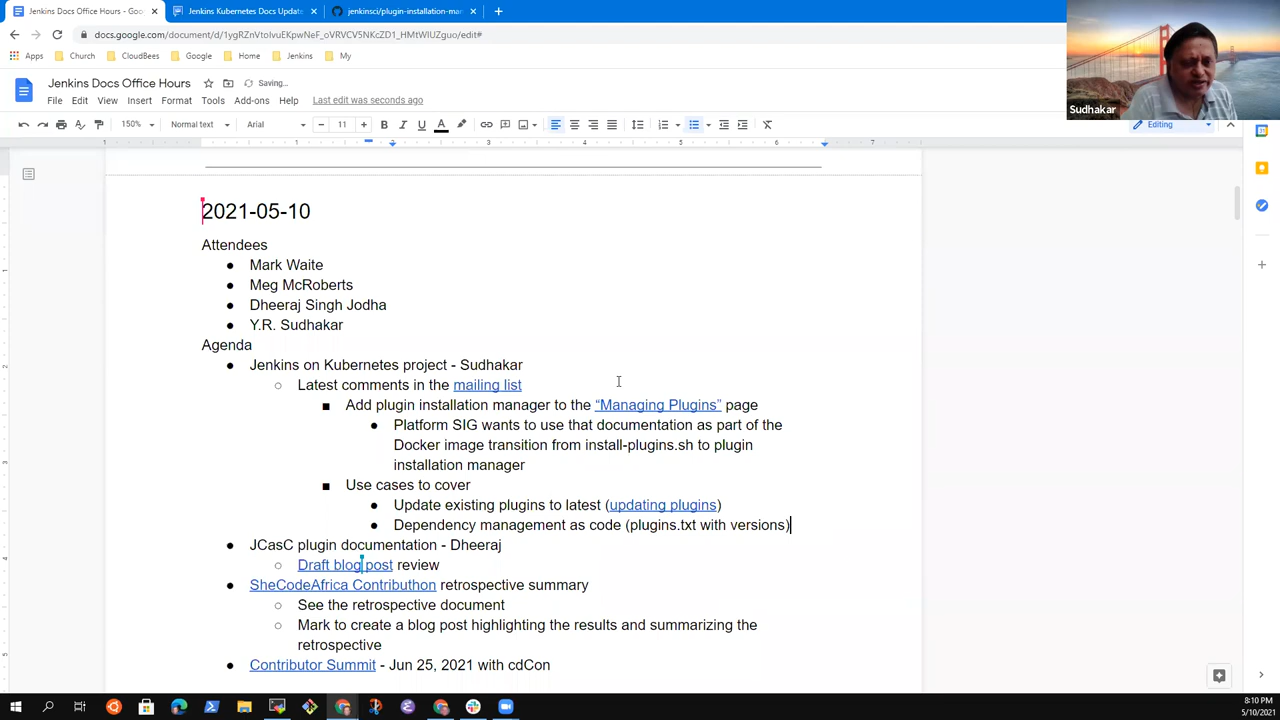 Jenkins Docs Office Hours - Goo
Jenkins Kubernetes Docs Update
jenkinsci/plugin-installation-ma
docs.google.com/document/d/1ygRZnVtoIvuEKpwNeF_oVRVCV5NKcZD1_HMtWIUZguo/edit#
Apps Church CloudBees Google Home Jenkins My
Jenkins Docs Office Hours Saving...
File Edit View Insert Format Tools Add-ons Help Last edit was seconds ago
150% Normal text Arial 11 Editing
Sudhakar
2021-05-10
Attendees
● Mark Waite
● Meg McRoberts
● Dheeraj Singh Jodha
● Y.R. Sudhakar
Agenda
● Jenkins on Kubernetes project - Sudhakar
○ Latest comments in the mailing list
■ Add plugin installation manager to the “Managing Plugins” page
● Platform SIG wants to use that documentation as part of the
Docker image transition from install-plugins.sh to plugin
installation manager
■ Use cases to cover
● Update existing plugins to latest (updating plugins)
● Dependency management as code (plugins.txt with versions)
● JCasC plugin documentation - Dheeraj
○ Draft blog post review
● SheCodeAfrica Contributhon retrospective summary
○ See the retrospective document
○ Mark to create a blog post highlighting the results and summarizing the
retrospective
● Contributor Summit - Jun 25, 2021 with cdCon
8:10 PM
5/10/2021